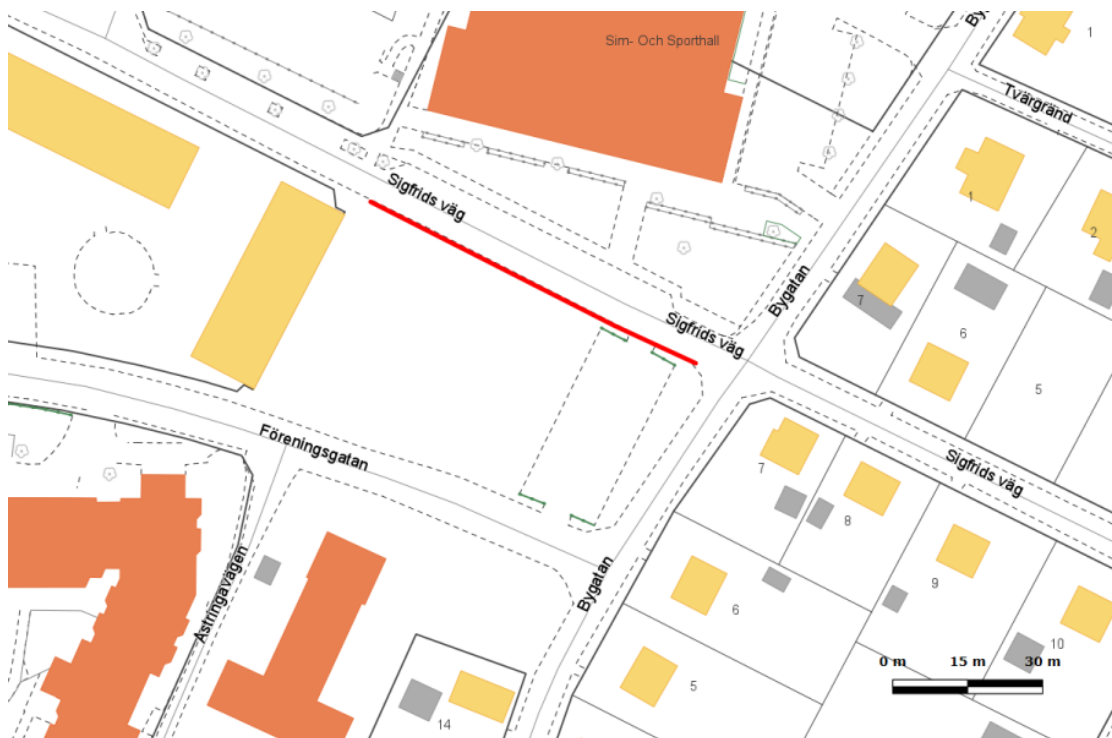 By
1
Sim- Och Sporthall
Tvärgränd
Sigfrids väg
1
2
Bygatan
7
6
Sigfrids väg
5
Föreningsgatan
7
Sigfrids väg
8
Astringavägen
Bygatan
9
6
10
5
14
0 m 15 m 30 m